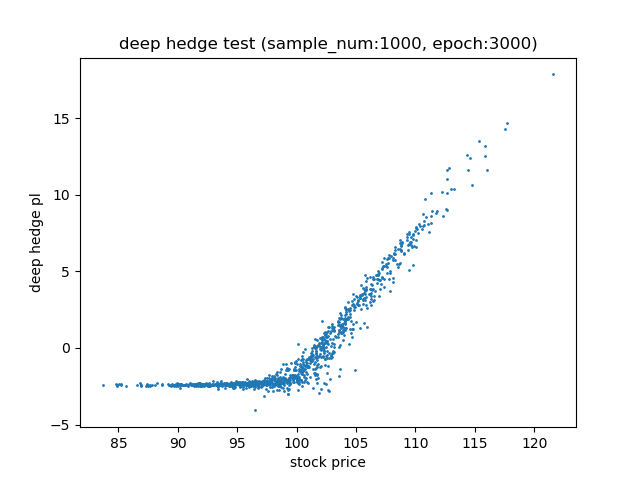 deep hedge test (sample_num:1000, epoch:3000)
deep hedge pl
15
10
5
0
−5
85 90 95 100 105 110 115 120
stock price